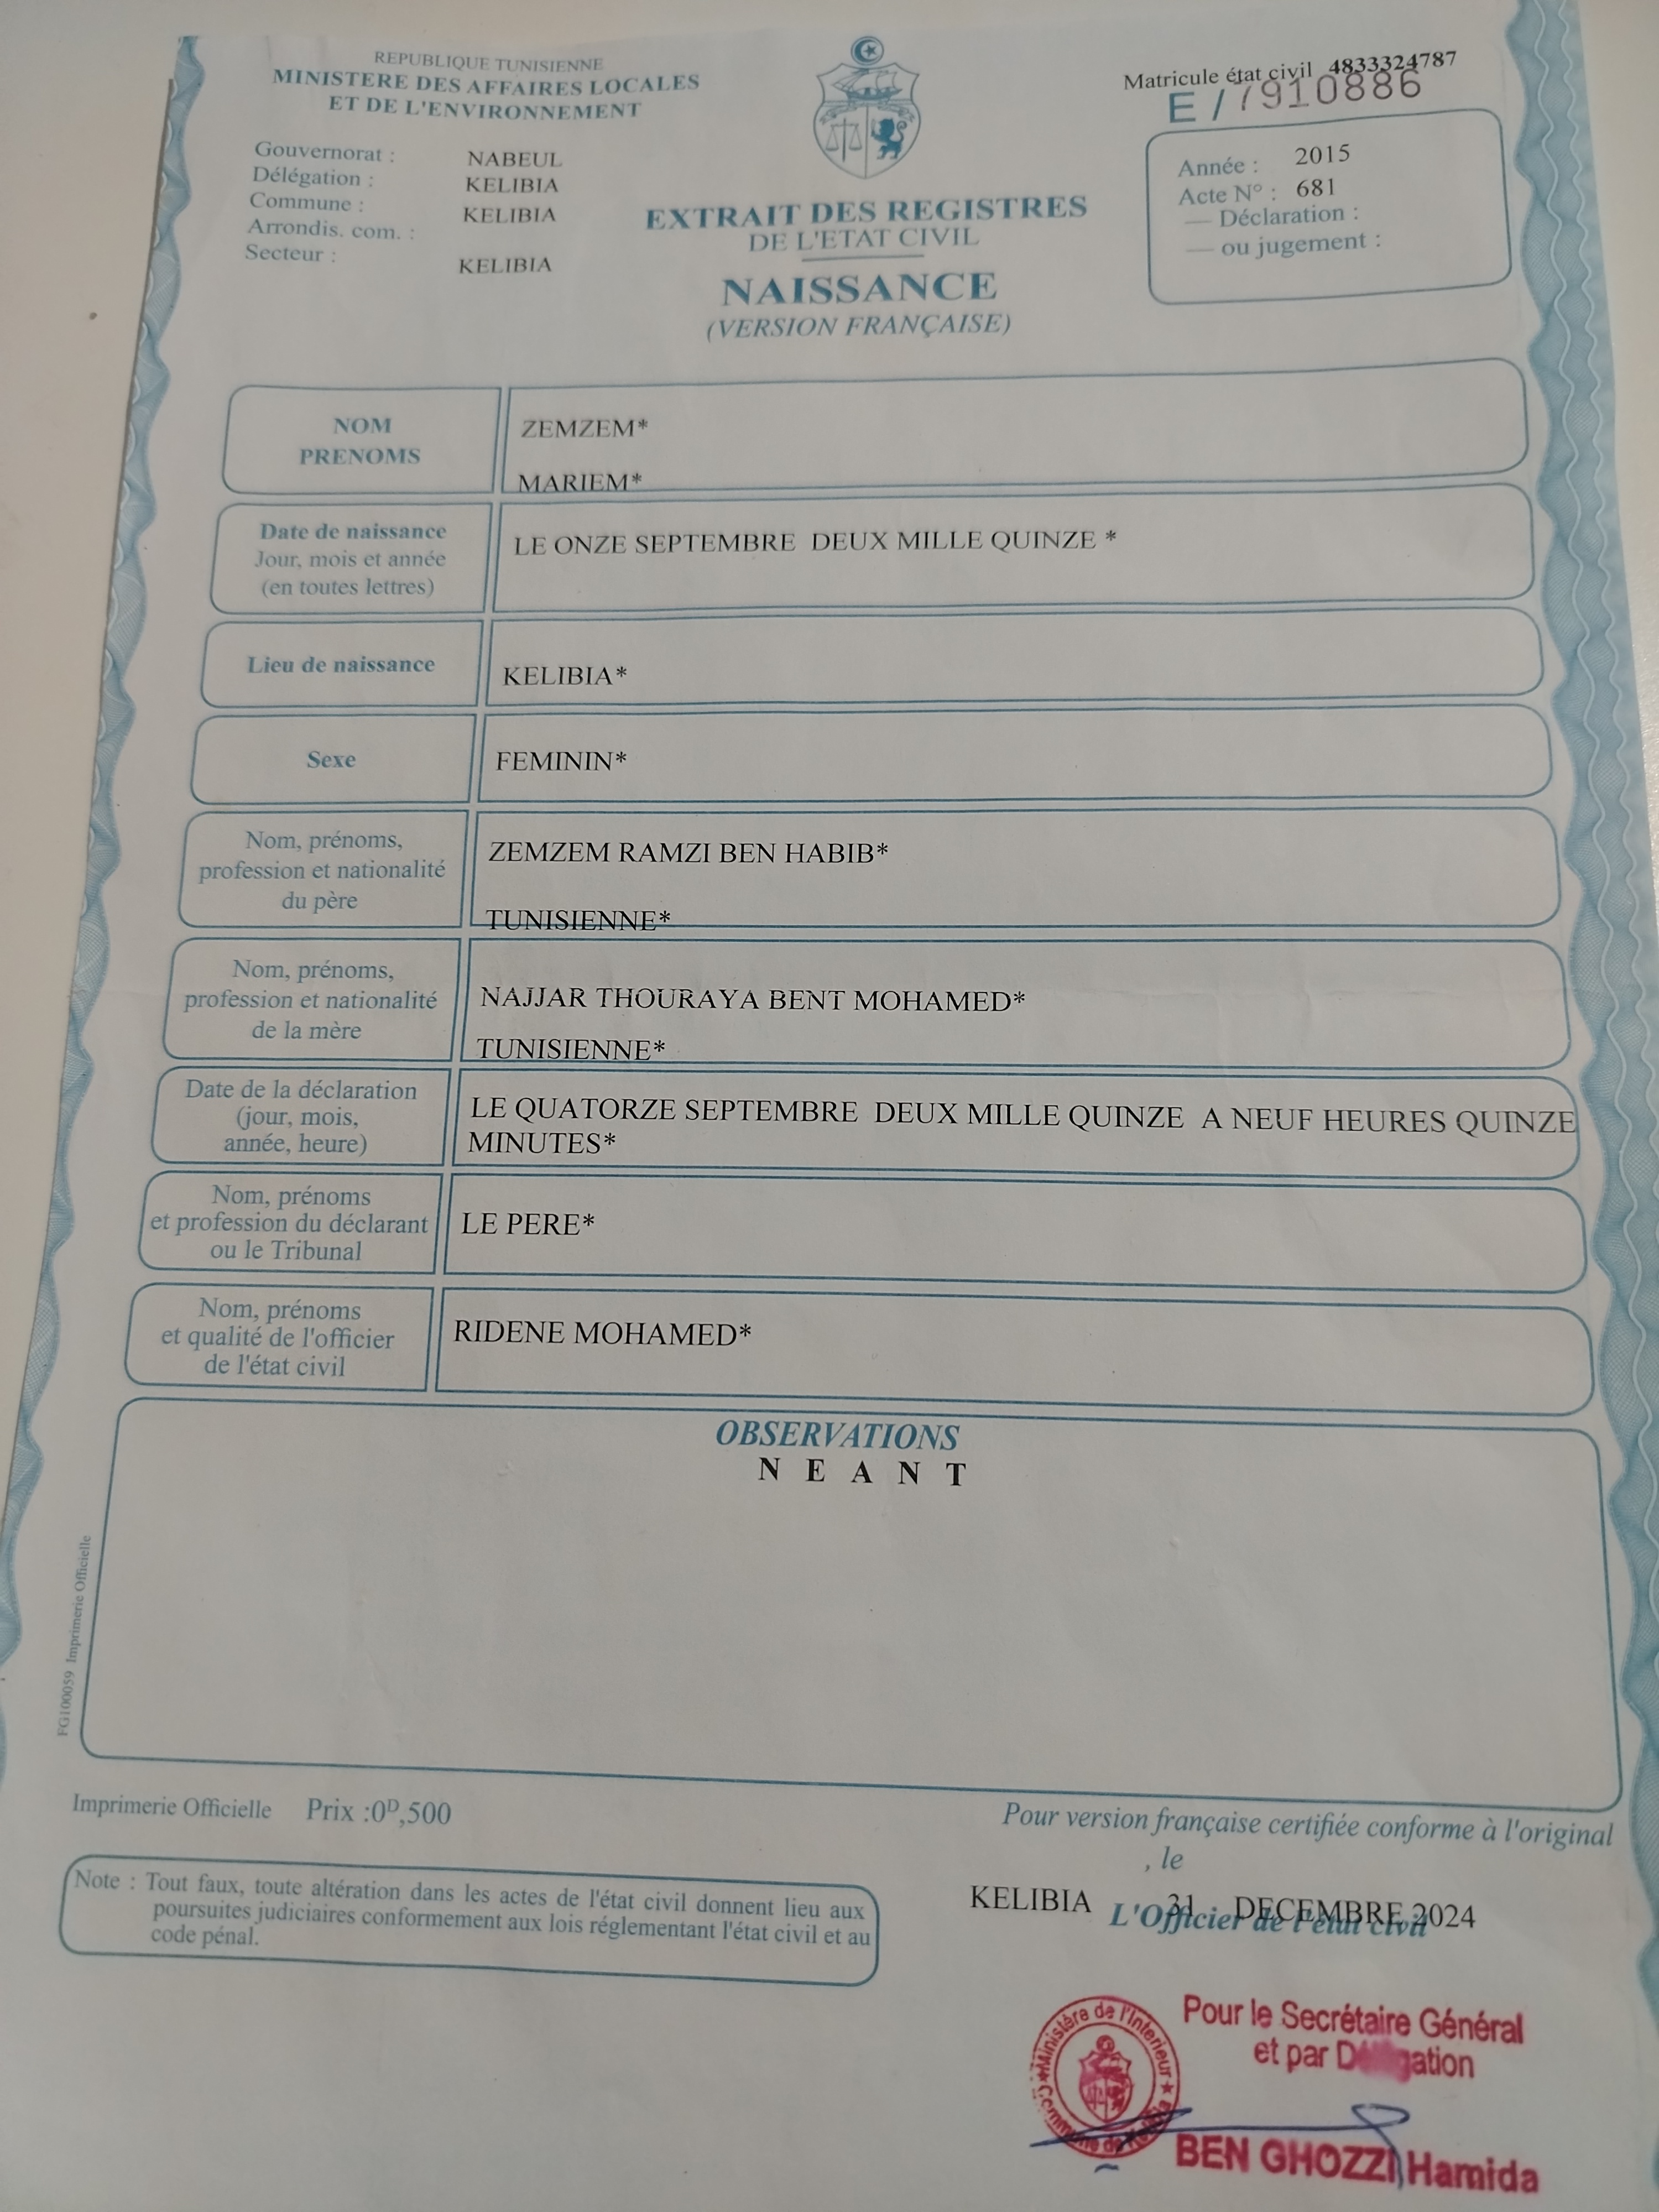 REPUBLIQUE TUNISIENNE
MINISTERE DES AFFAIRES LOCALES
ET DE L'ENVIRONNEMENT
Gouvernorat : NABEUL
Délégation : KELIBIA
Commune : KELIBIA
Arrondis. com. :
Secteur : KELIBIA
EXTRAIT DES REGISTRES
DE L'ETAT CIVIL
NAISSANCE
(VERSION FRANÇAISE)
Matricule état civil 4833324787
E / 7910886
Année : 2015
Acte N° : 681
— Déclaration :
— ou jugement :
NOM
PRENOMS
ZEMZEM*
MARIEM*
Date de naissance
Jour, mois et année
(en toutes lettres)
LE ONZE SEPTEMBRE DEUX MILLE QUINZE *
Lieu de naissance
KELIBIA*
Sexe
FEMININ*
Nom, prénoms,
profession et nationalité
du père
ZEMZEM RAMZI BEN HABIB*
TUNISIENNE*
Nom, prénoms,
profession et nationalité
de la mère
NAJJAR THOURAYA BENT MOHAMED*
TUNISIENNE*
Date de la déclaration
(jour, mois,
année, heure)
LE QUATORZE SEPTEMBRE DEUX MILLE QUINZE A NEUF HEURES QUINZE
MINUTES*
Nom, prénoms
et profession du déclarant
ou le Tribunal
LE PERE*
Nom, prénoms
et qualité de l'officier
de l'état civil
RIDENE MOHAMED*
OBSERVATIONS
N E A N T
FG100059 Imprimerie Officielle
Imprimerie Officielle Prix :0ᴰ,500
Note : Tout faux, toute altération dans les actes de l'état civil donnent lieu aux
poursuites judiciaires conformement aux lois réglementant l'état civil et au
code pénal.
Pour version française certifiée conforme à l'original
, le
KELIBIA 31 DECEMBRE 2024
L'Officier de l'état civil
Ministère de l'Interieur
Commune de
Pour le Secrétaire Général
et par
BEN GHOZZI Hamida